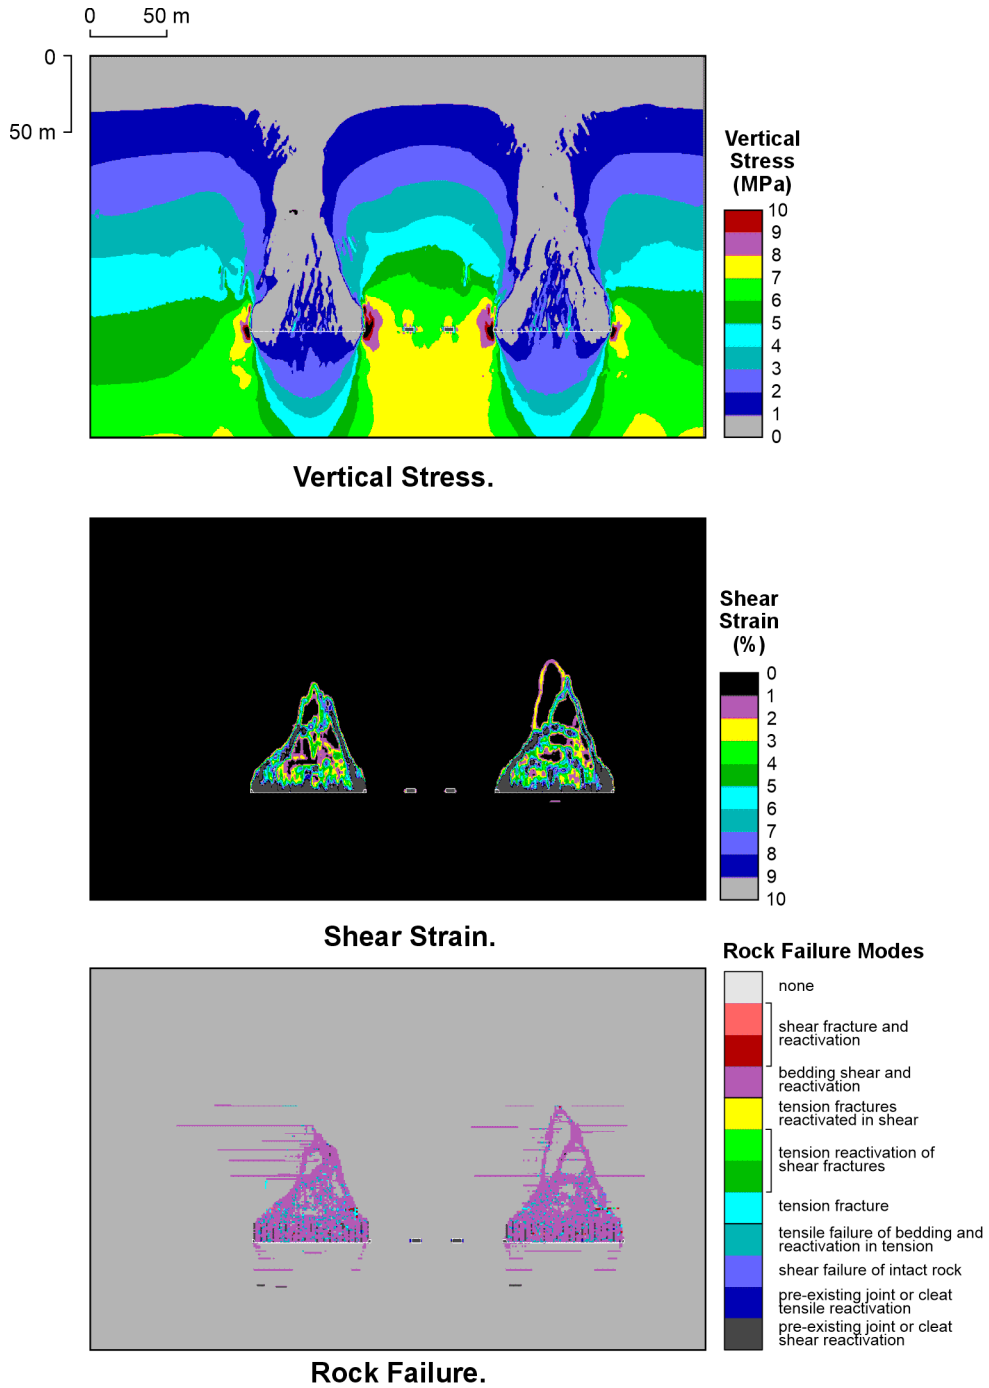 0 50 m
0
50 m
Vertical
Stress
(MPa)
10
9
8
7
6
5
4
3
2
1
0
Vertical Stress.
Shear
Strain
(%)
0
1
2
3
4
5
6
7
8
9
10
Shear Strain.
Rock Failure Modes
none
shear fracture and
reactivation
bedding shear and
reactivation
tension fractures
reactivated in shear
tension reactivation of
shear fractures
tension fracture
tensile failure of bedding and
reactivation in tension
shear failure of intact rock
pre-existing joint or cleat
tensile reactivation
pre-existing joint or cleat
shear reactivation
Rock Failure.